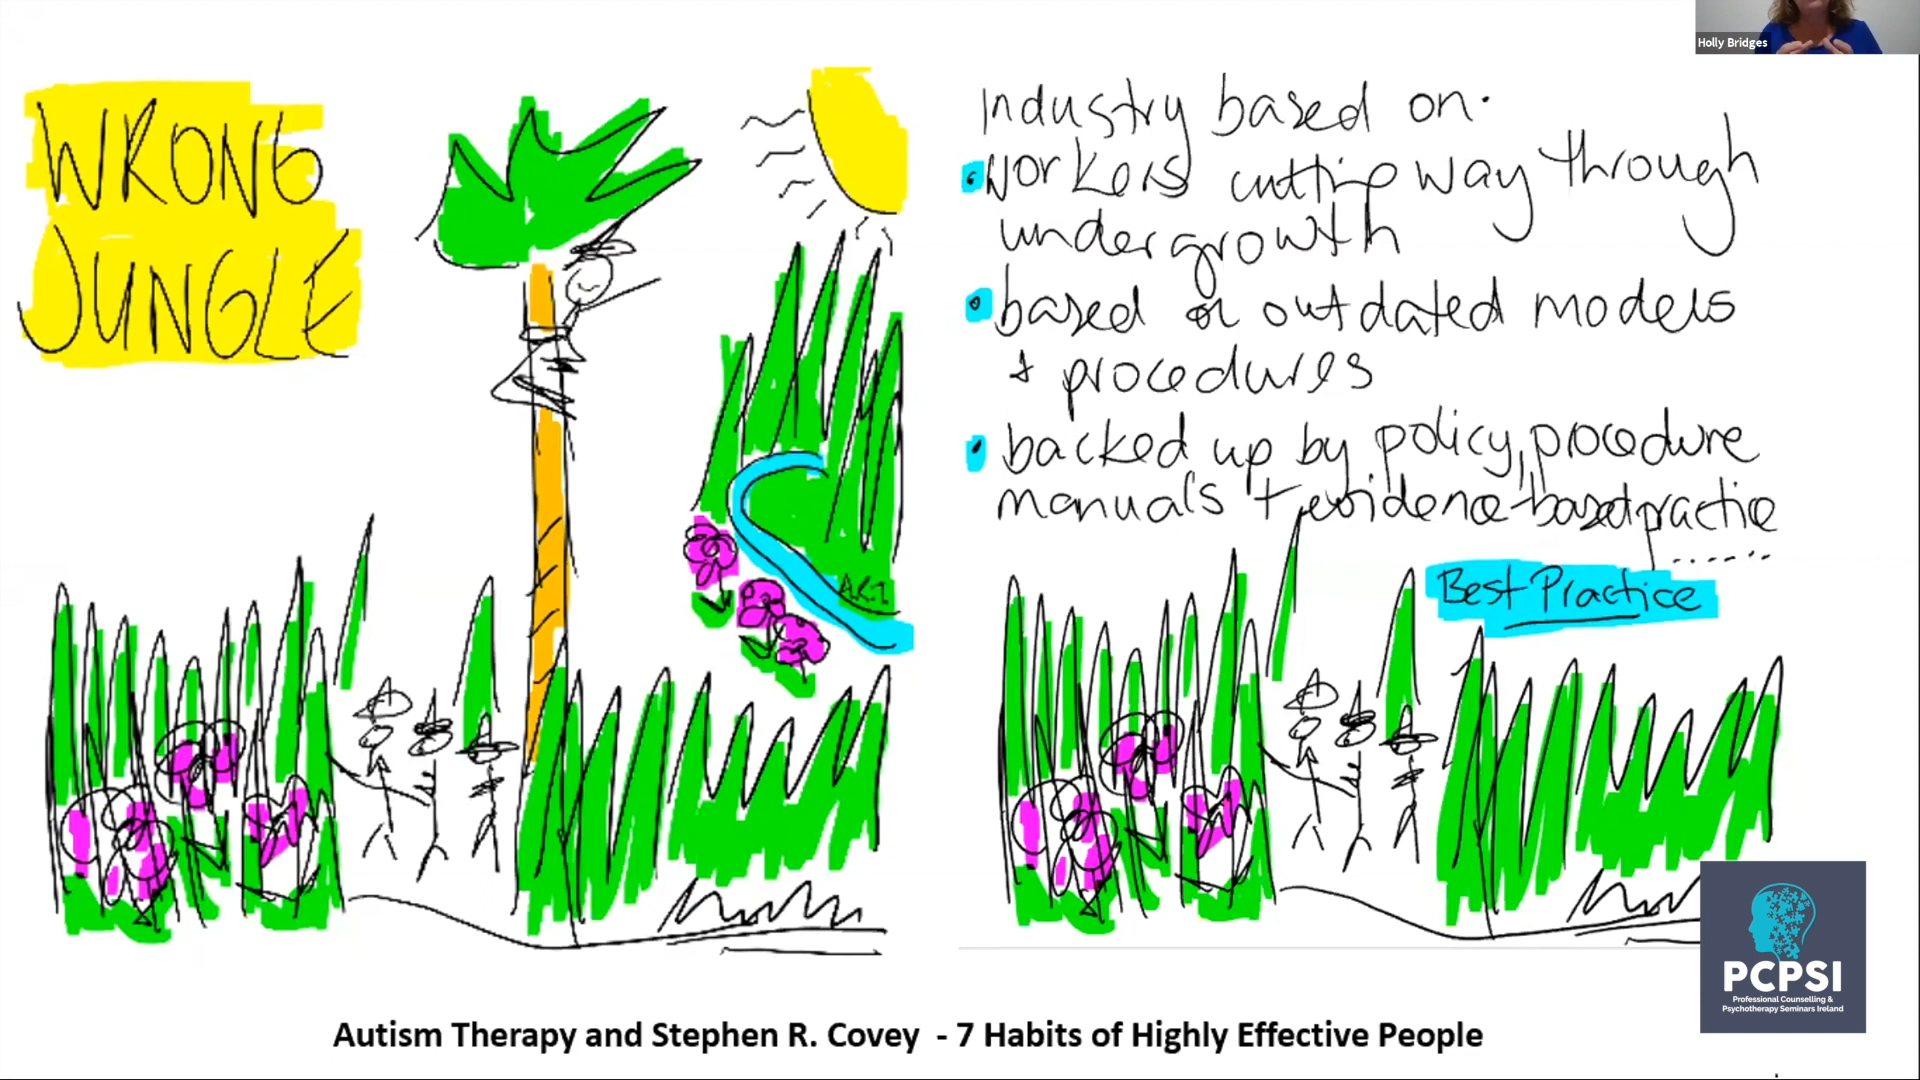 Holly Bridges
WRONG
JUNGLE
Industry based on.
workers cutting way through
undergrowth
based on outdated models
+ procedures
backed up by policy, procedure
manuals + evidence-based practice
......
Best Practice
A.R.I
PCPSI
Professional Counselling &
Psychotherapy Seminars Ireland
Autism Therapy and Stephen R. Covey - 7 Habits of Highly Effective People